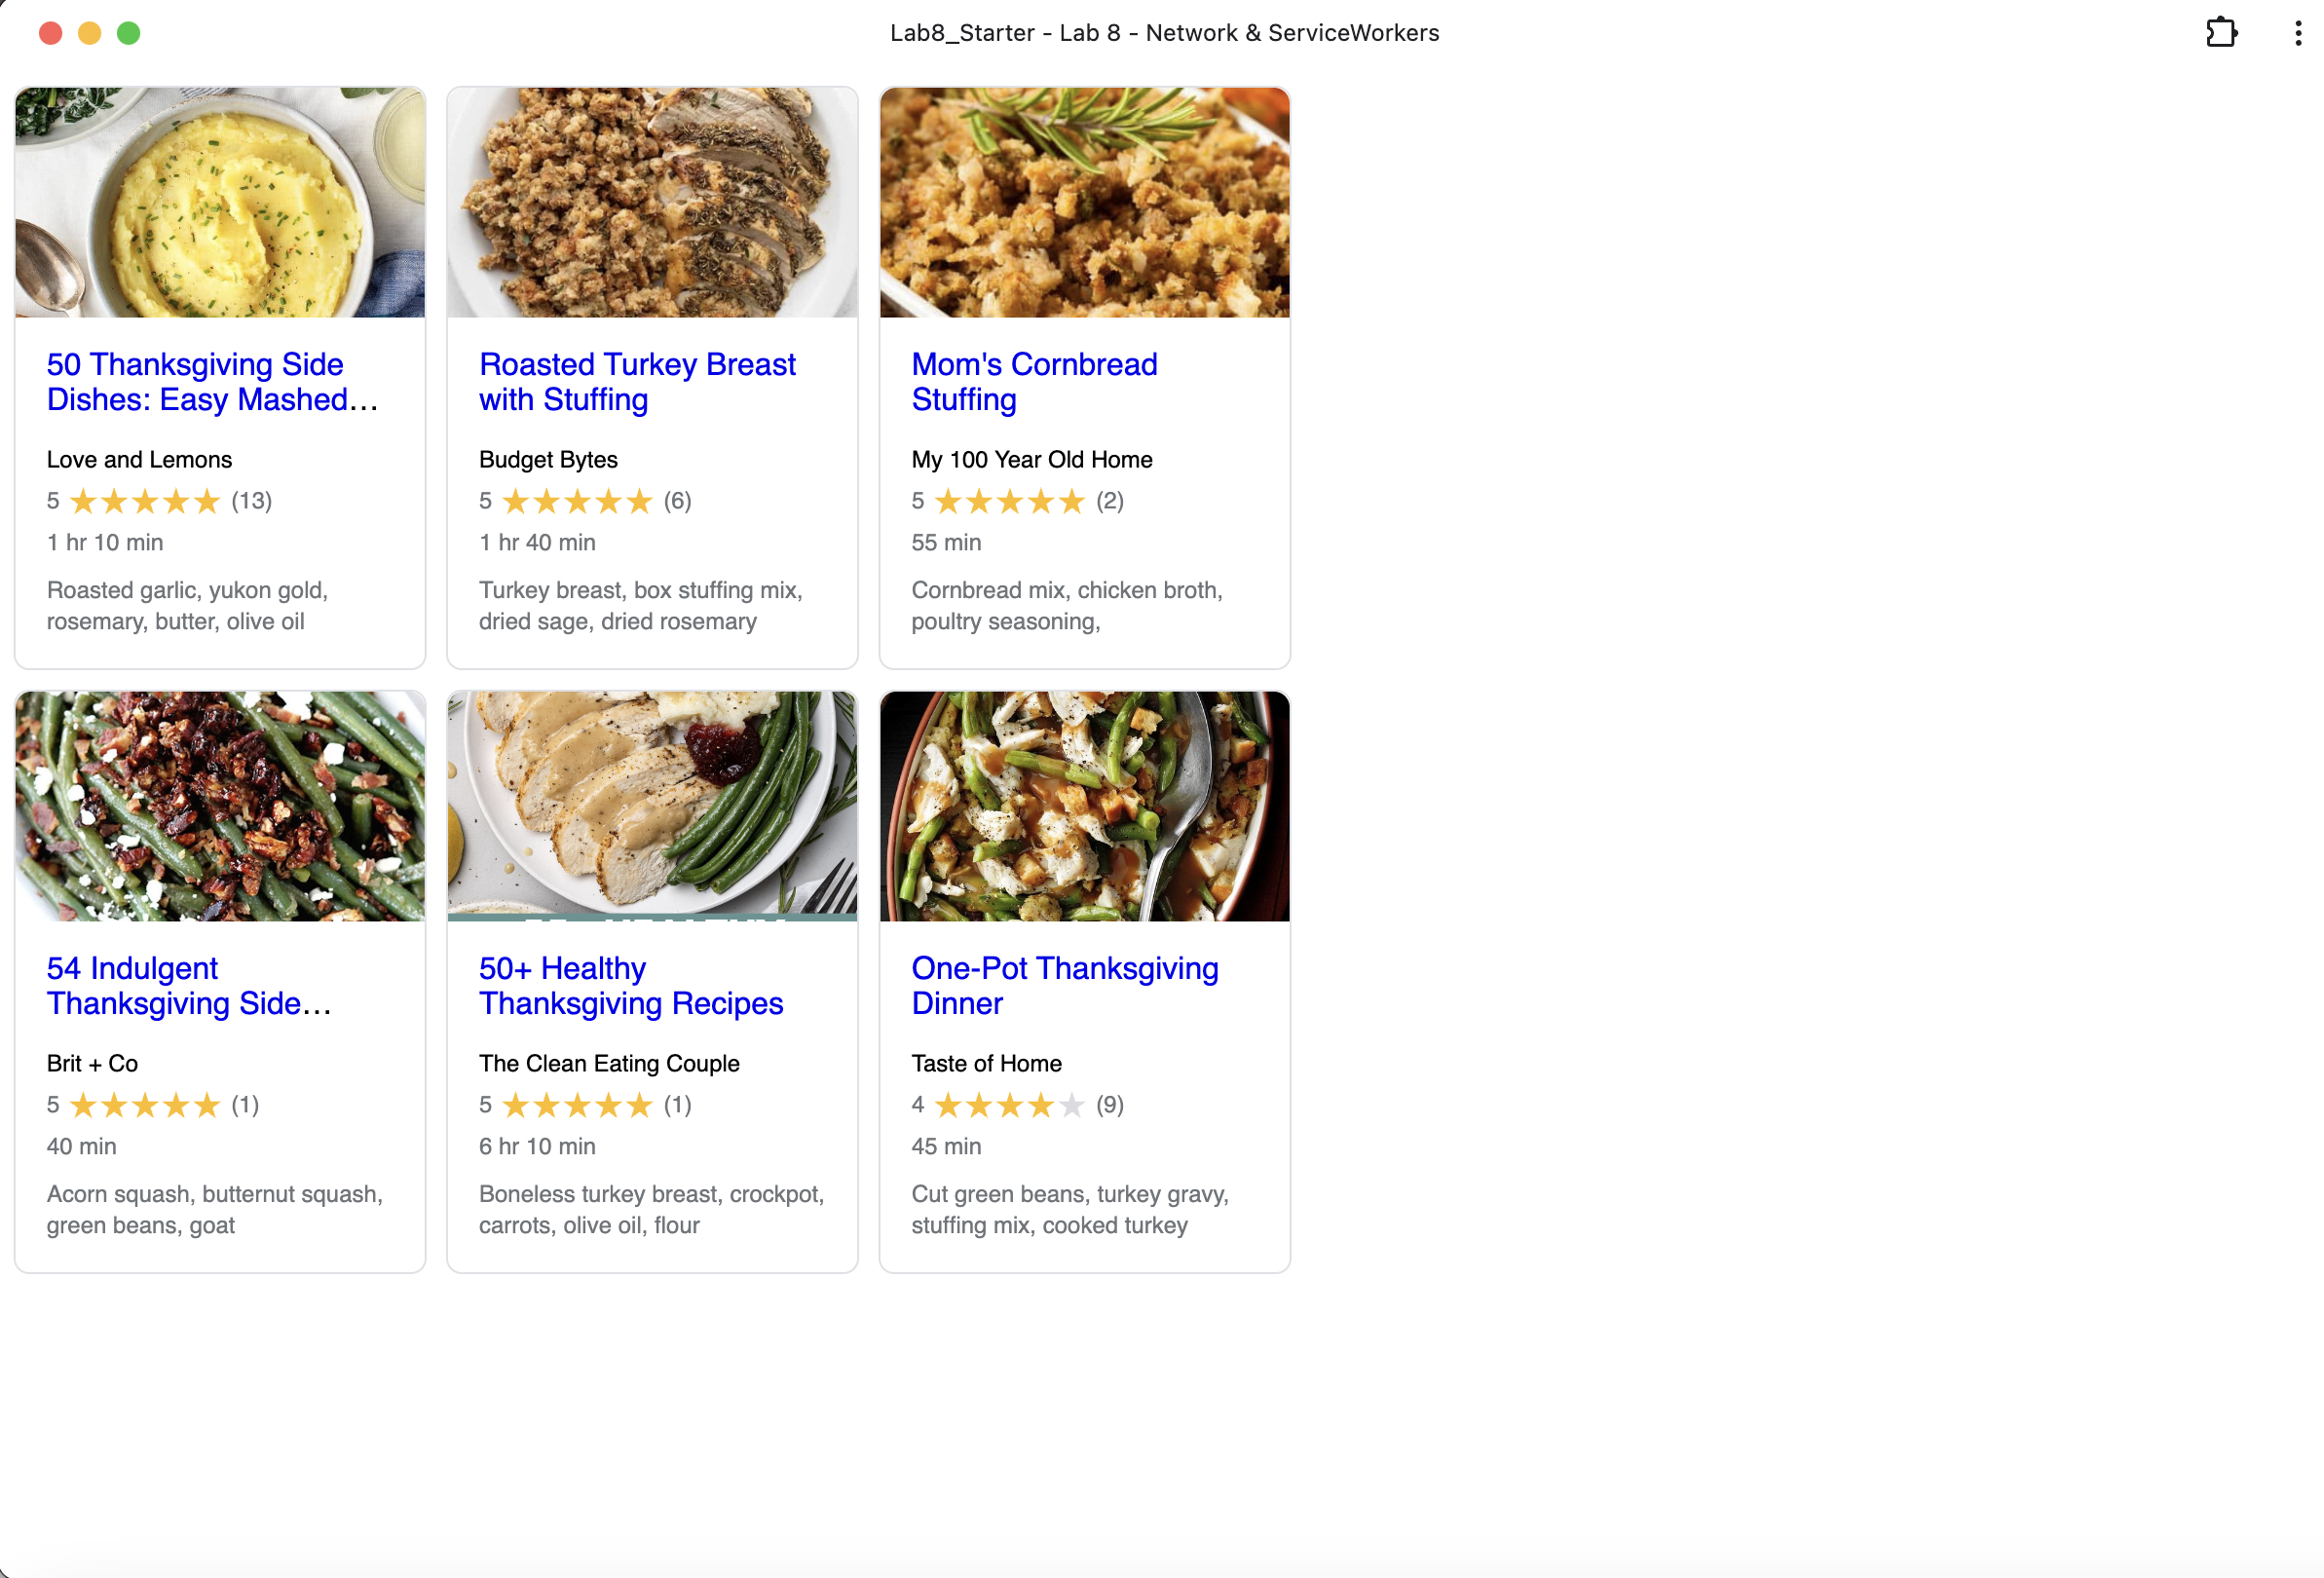 Lab8_Starter - Lab 8 - Network & ServiceWorkers
50 Thanksgiving Side
Dishes: Easy Mashed...
Love and Lemons
5 ★★★★★ (13)
1 hr 10 min
Roasted garlic, yukon gold,
rosemary, butter, olive oil
Roasted Turkey Breast
with Stuffing
Budget Bytes
5 ★★★★★ (6)
1 hr 40 min
Turkey breast, box stuffing mix,
dried sage, dried rosemary
Mom's Cornbread
Stuffing
My 100 Year Old Home
5 ★★★★★ (2)
55 min
Cornbread mix, chicken broth,
poultry seasoning,
54 Indulgent
Thanksgiving Side...
Brit + Co
5 ★★★★★ (1)
40 min
Acorn squash, butternut squash,
green beans, goat
50+ Healthy
Thanksgiving Recipes
The Clean Eating Couple
5 ★★★★★ (1)
6 hr 10 min
Boneless turkey breast, crockpot,
carrots, olive oil, flour
One-Pot Thanksgiving
Dinner
Taste of Home
4 ★★★★★ (9)
45 min
Cut green beans, turkey gravy,
stuffing mix, cooked turkey